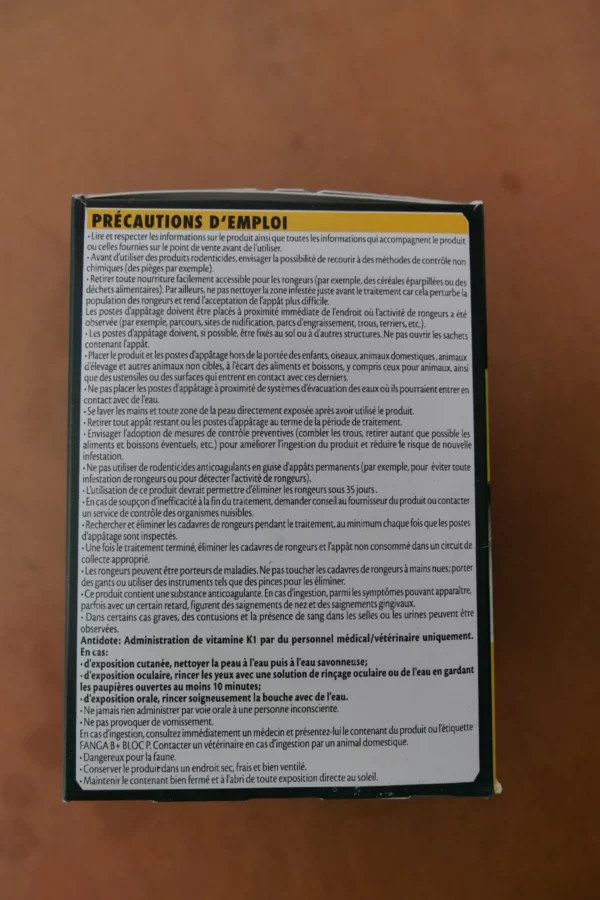 PRÉCAUTIONS D'EMPLOI
• Lire et respecter les informations sur le produit ainsi que toutes les informations qui accompagnent le produit
ou celles fournies sur le point de vente avant de l'utiliser.
• Avant d'utiliser des produits rodenticides, envisager la possibilité de recourir à des méthodes de contrôle non
chimiques (des pièges par exemple).
• Retirer toute nourriture facilement accessible pour les rongeurs (par exemple, des céréales éparpillées ou des
déchets alimentaires). Par ailleurs, ne pas nettoyer la zone infestée juste avant le traitement car cela perturbe la
population des rongeurs et rend l'acceptation de l'appât plus difficile.
Les postes d'appâtage doivent être placés à proximité immédiate de l'endroit où l'activité de rongeurs a été
observée (par exemple, parcours, sites de nidification, parcs d'engraissement, trous, terriers, etc.).
• Les postes d'appâtage doivent, si possible, être fixés au sol ou à d'autres structures. Ne pas ouvrir les sachets
contenant l'appât.
• Placer le produit et les postes d'appâtage hors de la portée des enfants, oiseaux, animaux domestiques, animaux
d'élevage et autres animaux non cibles, à l'écart des aliments et boissons, y compris ceux pour animaux, ainsi
que des ustensiles ou des surfaces qui entrent en contact avec ces derniers.
• Ne pas placer les postes d'appâtage à proximité de systèmes d'évacuation des eaux où ils pourraient entrer en
contact avec de l'eau.
• Se laver les mains et toute zone de la peau directement exposée après avoir utilisé le produit.
• Retirer tout appât restant ou les postes d'appâtage au terme de la période de traitement.
• Envisager l'adoption de mesures de contrôle préventives (combler les trous, retirer autant que possible les
aliments et boissons éventuels, etc.) pour améliorer l'ingestion du produit et réduire le risque de nouvelle
infestation.
• Ne pas utiliser de rodenticides anticoagulants en guise d'appâts permanents (par exemple, pour éviter toute
infestation de rongeurs ou pour détecter l'activité de rongeurs).
• L'utilisation de ce produit devrait permettre d'éliminer les rongeurs sous 35 jours.
• En cas de soupçon d'inefficacité à la fin du traitement, demander conseil au fournisseur du produit ou contacter
un service de contrôle des organismes nuisibles.
• Rechercher et éliminer les cadavres de rongeurs pendant le traitement, au minimum chaque fois que les postes
d'appâtage sont inspectés.
• Une fois le traitement terminé, éliminer les cadavres de rongeurs et l'appât non consommé dans un circuit de
collecte approprié.
• Les rongeurs peuvent être porteurs de maladies. Ne pas toucher les cadavres de rongeurs à mains nues; porter
des gants ou utiliser des instruments tels que des pinces pour les éliminer.
• Ce produit contient une substance anticoagulante. En cas d'ingestion, parmi les symptômes pouvant apparaître,
parfois avec un certain retard, figurent des saignements de nez et des saignements gingivaux.
• Dans certains cas graves, des contusions et la présence de sang dans les selles ou les urines peuvent être
observées.
Antidote: Administration de vitamine K1 par du personnel médical/vétérinaire uniquement.
En cas:
• d'exposition cutanée, nettoyer la peau à l'eau puis à l'eau savonneuse;
• d'exposition oculaire, rincer les yeux avec une solution de rinçage oculaire ou de l'eau en gardant
les paupières ouvertes au moins 10 minutes;
• d'exposition orale, rincer soigneusement la bouche avec de l'eau.
• Ne jamais rien administrer par voie orale à une personne inconsciente.
• Ne pas provoquer de vomissement.
En cas d'ingestion, consultez immédiatement un médecin et présentez-lui le contenant du produit ou l'étiquette
FANGA B+ BLOC P. Contacter un vétérinaire en cas d'ingestion par un animal domestique.
• Dangereux pour la faune.
• Conserver le produit dans un endroit sec, frais et bien ventilé.
• Maintenir le contenant bien fermé et à l'abri de toute exposition directe au soleil.